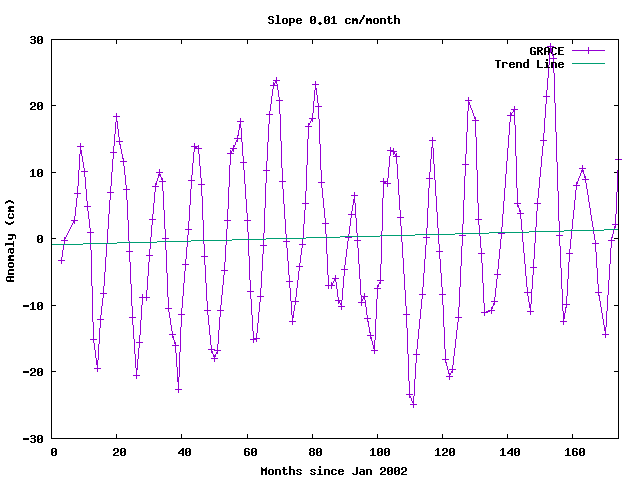 Slope 0.01 cm/month
GRACE
Trend Line
30
20
10
0
-10
-20
-30
Anomaly (cm)
0 20 40 60 80 100 120 140 160
Months since Jan 2002